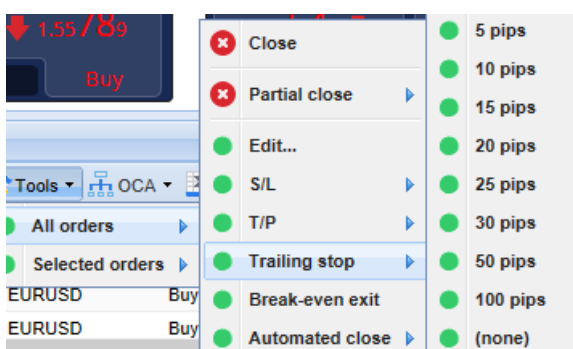 1.55789
Buy
Tools
OCA
All orders
Selected orders
EURUSD Buy
EURUSD Buy
Close
Partial close
Edit...
S/L
T/P
Trailing stop
Break-even exit
Automated close
5 pips
10 pips
15 pips
20 pips
25 pips
30 pips
50 pips
100 pips
(none)